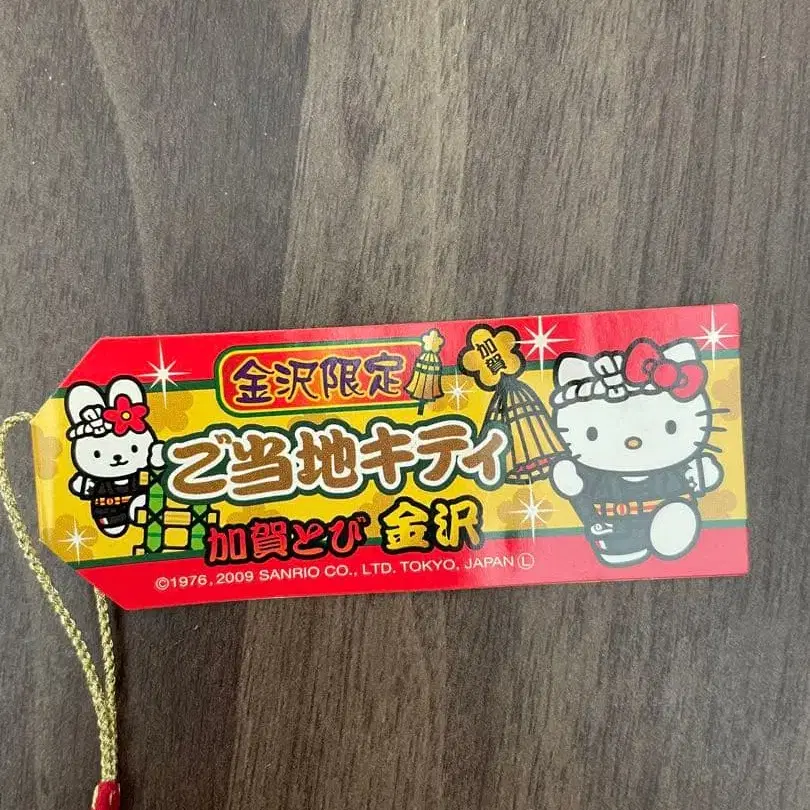 金沢限定
加賀
ご当地キティ
加賀とび 金沢
©1976, 2009 SANRIO CO., LTD. TOKYO, JAPAN Ⓛ